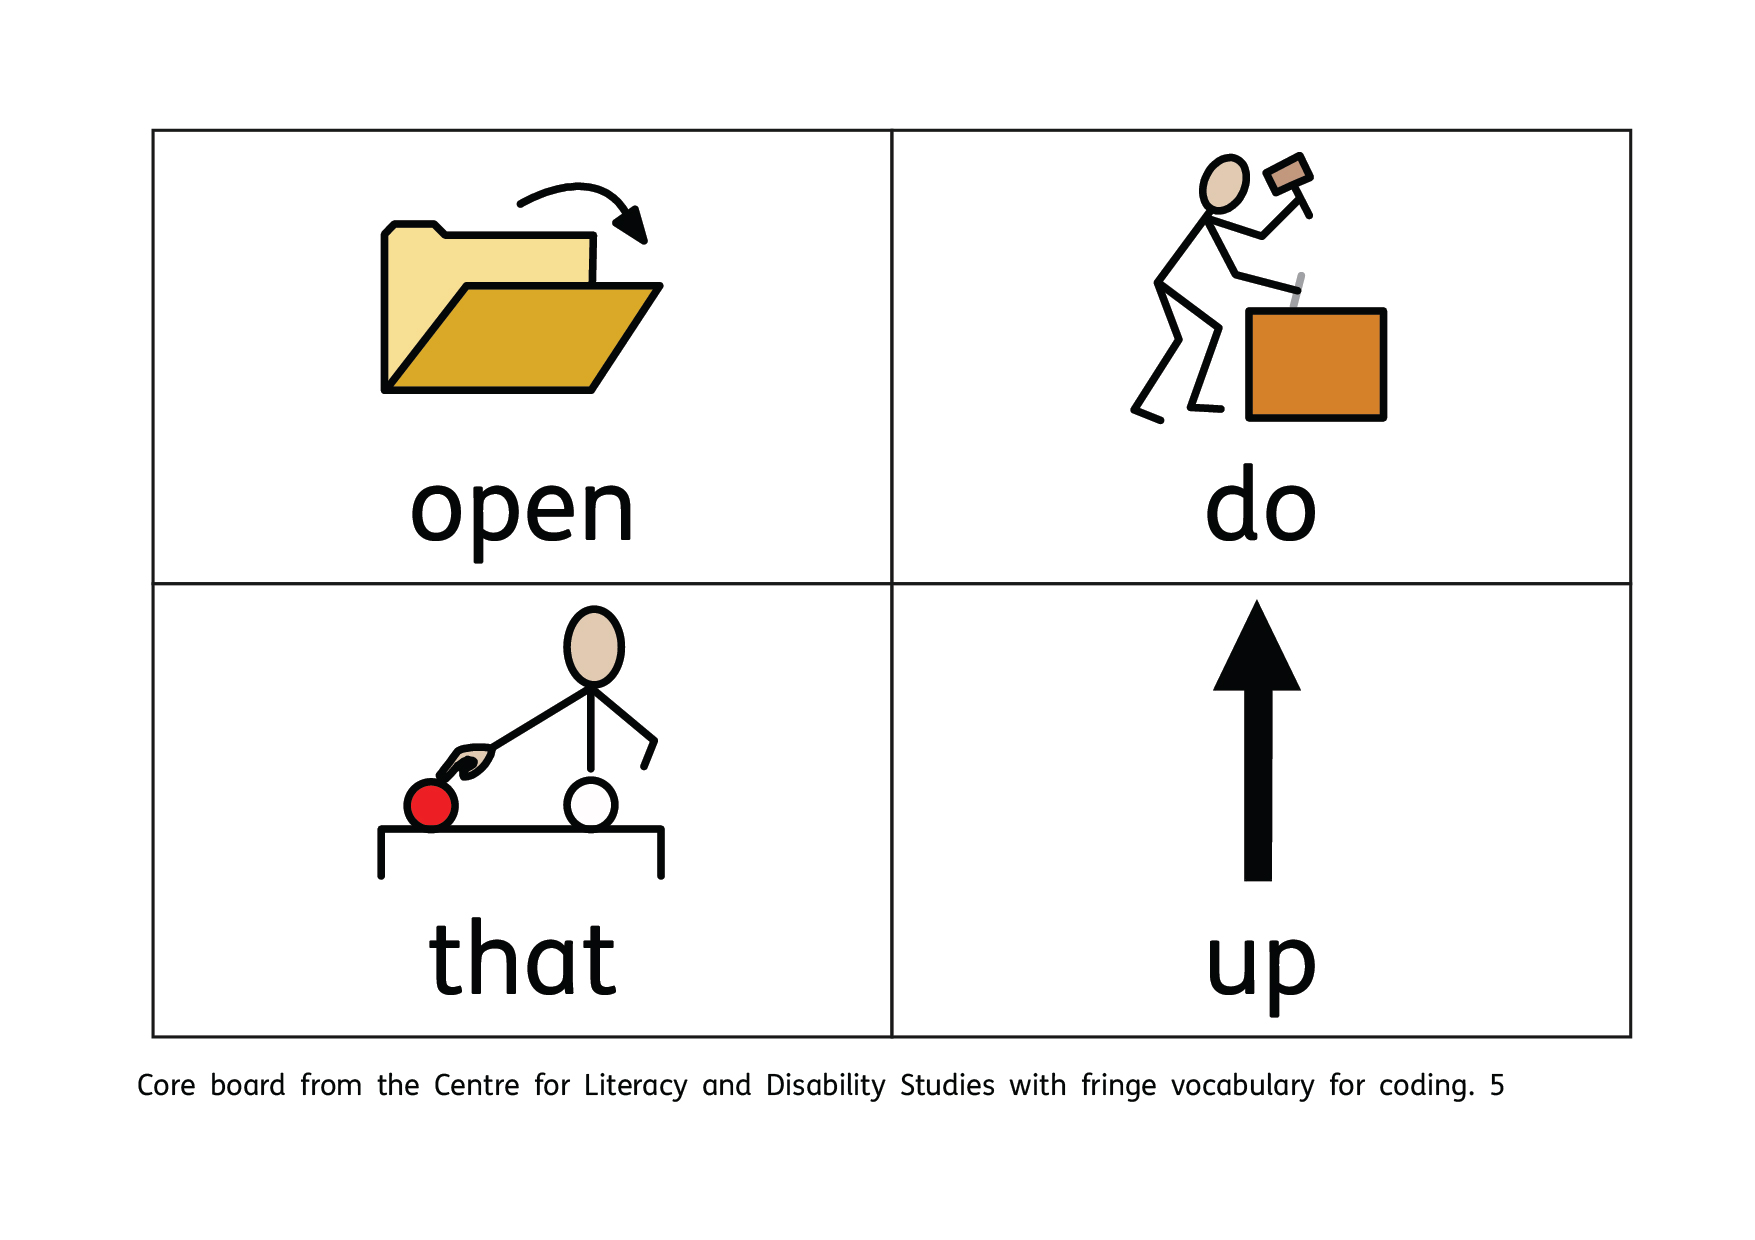 open
do
that
up
Core board from the Centre for Literacy and Disability Studies with fringe vocabulary for coding. 5